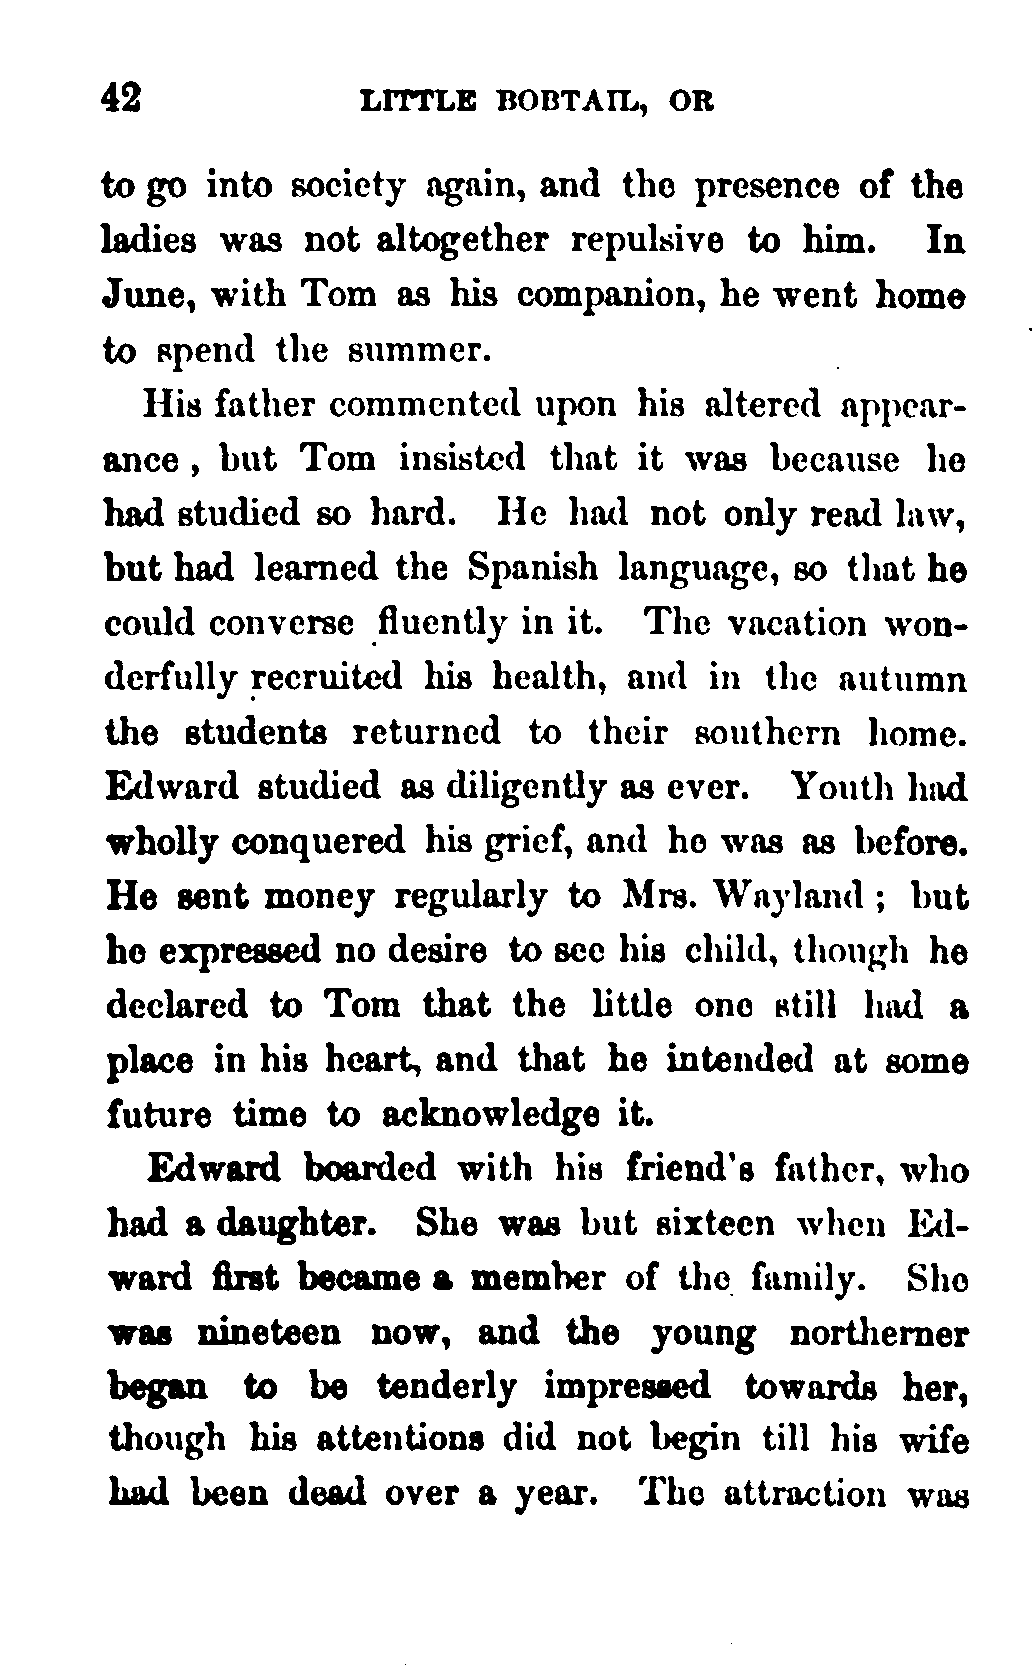 42 LITTLE BOBTAIL, OR
to go into society again, and the presence of the
ladies was not altogether repulsive to him. In
June, with Tom as his companion, he went home
to spend the summer.
His father commented upon his altered appear-
ance , but Tom insisted that it was because he
had studied so hard. He had not only read law,
but had learned the Spanish language, so that he
could converse fluently in it. The vacation won-
derfully recruited his health, and in the autumn
the students returned to their southern home.
Edward studied as diligently as ever. Youth had
wholly conquered his grief, and he was as before.
He sent money regularly to Mrs. Wayland ; but
he expressed no desire to see his child, though he
declared to Tom that the little one still had a
place in his heart, and that he intended at some
future time to acknowledge it.
Edward boarded with his friend's father, who
had a daughter. She was but sixteen when Ed-
ward first became a member of the family. She
was nineteen now, and the young northerner
began to be tenderly impressed towards her,
though his attentions did not begin till his wife
had been dead over a year. The attraction was